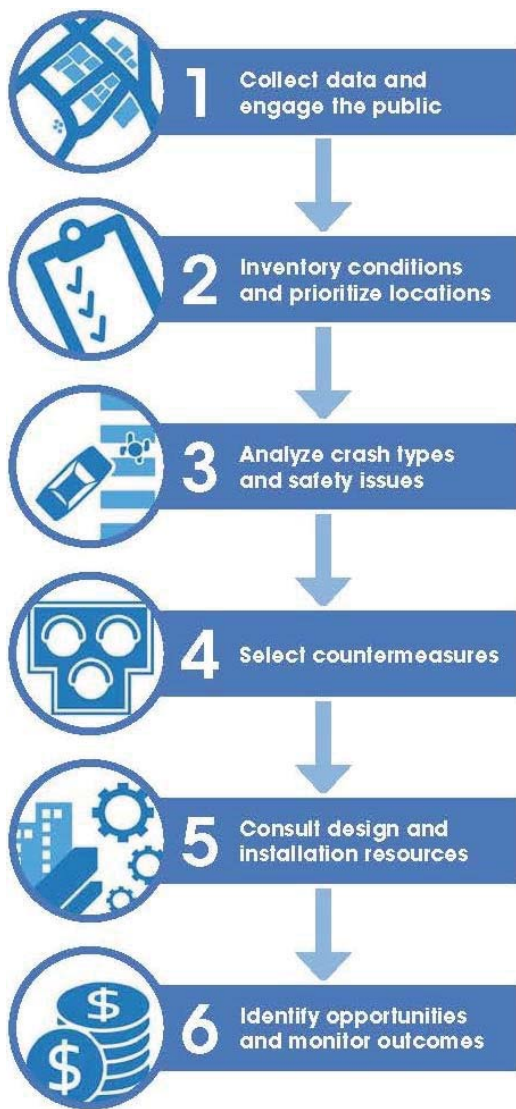 1 Collect data and
engage the public
2 Inventory conditions
and prioritize locations
3 Analyze crash types
and safety issues
4 Select countermeasures
5 Consult design and
installation resources
6 Identify opportunities
and monitor outcomes
$
$